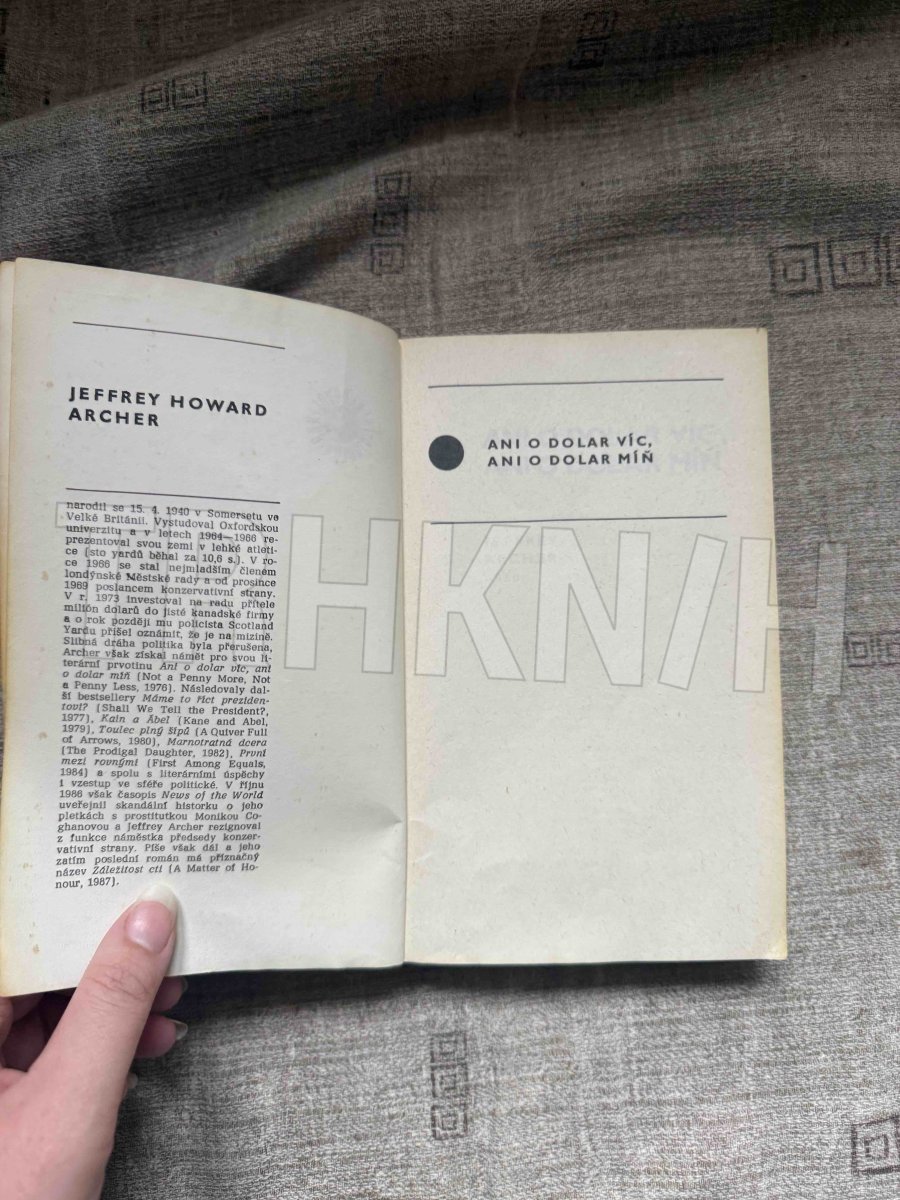 JEFFREY HOWARD
ARCHER
narodil se 15. 4. 1940 v Somersetu ve
Velké Británii. Vystudoval Oxfordskou
univerzitu a v letech 1964—1966 re-
prezentoval svou zemi v lehké atleti-
ce (sto yardů běhal za 10,6 s.). V ro-
ce 1966 se stal nejmladším členem
londýnské Městské rady a od prosince
1969 poslancem konzervativní strany.
V r. 1973 investoval na radu přítele
milión dolarů do jisté kanadské firmy
a o rok později mu policista Scotland
Yardu přišel oznámit, že je na mizině.
Slibná dráha politika byla přerušena,
Archer však získal námět pro svou li-
terární prvotinu Ani o dolar víc, ani
o dolar míň (Not a Penny More, Not
a Penny Less, 1976). Následovaly dal-
ší bestsellery Máme to říct preziden-
tovi? (Shall We Tell the President?,
1977), Kain a Ábel (Kane and Abel,
1979), Toulec plný šípů (A Quiver Full
of Arrows, 1980), Marnotratná dcera
(The Prodigal Daughter, 1982), První
mezi rovnými (First Among Equals,
1984) a spolu s literárními úspěchy
i vzestup ve sféře politické. V říjnu
1986 však časopis News of the World
uveřejnil skandální historku o jeho
pletkách s prostitutkou Monikou Co-
ghanovou a Jeffrey Archer rezignoval
z funkce náměstka předsedy konzer-
vativní strany. Píše však dál a jeho
zatím poslední román má příznačný
název Záležitost cti (A Matter of Ho-
nour, 1987).
ANI O DOLAR VÍC,
ANI O DOLAR MÍŇ